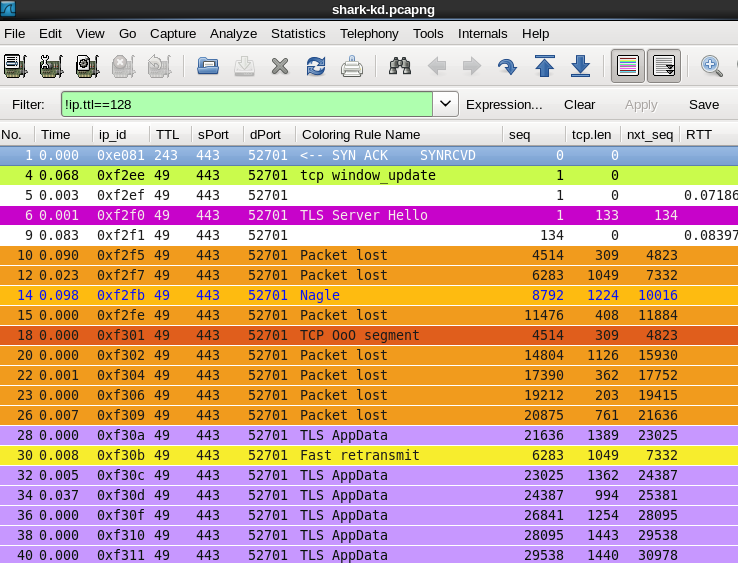 shark-kd.pcapng
File Edit View Go Capture Analyze Statistics Telephony Tools Internals Help
Filter: !ip.ttl==128 Expression... Clear Apply Save
No. Time ip_id TTL sPort dPort Coloring Rule Name seq tcp.len nxt_seq RTT
1 0.000 0xe081 243 443 52701 <-- SYN ACK SYNRCVD 0 0
4 0.068 0xf2ee 49 443 52701 tcp window_update 1 0
5 0.003 0xf2ef 49 443 52701 1 0 0.07186
6 0.001 0xf2f0 49 443 52701 TLS Server Hello 1 133 134
9 0.083 0xf2f1 49 443 52701 134 0 0.08397
10 0.090 0xf2f5 49 443 52701 Packet lost 4514 309 4823
12 0.023 0xf2f7 49 443 52701 Packet lost 6283 1049 7332
14 0.098 0xf2fb 49 443 52701 Nagle 8792 1224 10016
15 0.000 0xf2fe 49 443 52701 Packet lost 11476 408 11884
18 0.000 0xf301 49 443 52701 TCP OoO segment 4514 309 4823
20 0.000 0xf302 49 443 52701 Packet lost 14804 1126 15930
22 0.001 0xf304 49 443 52701 Packet lost 17390 362 17752
23 0.000 0xf306 49 443 52701 Packet lost 19212 203 19415
26 0.007 0xf309 49 443 52701 Packet lost 20875 761 21636
28 0.000 0xf30a 49 443 52701 TLS AppData 21636 1389 23025
30 0.008 0xf30b 49 443 52701 Fast retransmit 6283 1049 7332
32 0.005 0xf30c 49 443 52701 TLS AppData 23025 1362 24387
34 0.037 0xf30d 49 443 52701 TLS AppData 24387 994 25381
36 0.000 0xf30f 49 443 52701 TLS AppData 26841 1254 28095
38 0.000 0xf310 49 443 52701 TLS AppData 28095 1443 29538
40 0.000 0xf311 49 443 52701 TLS AppData 29538 1440 30978